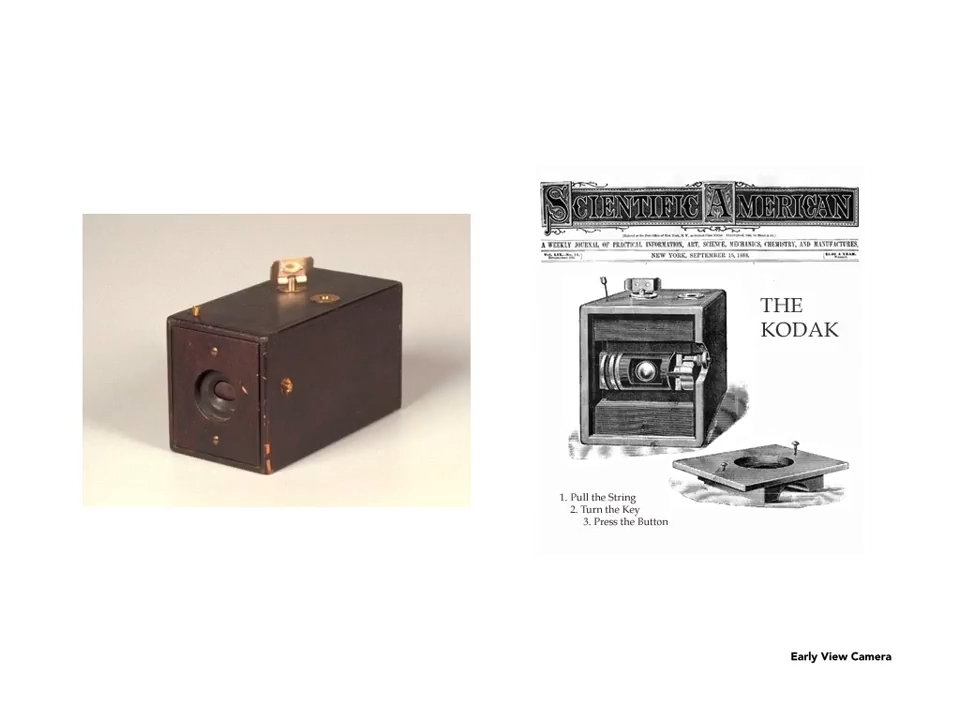 SCIENTIFIC AMERICAN
A WEEKLY JOURNAL OF PRACTICAL INFORMATION, ART, SCIENCE, MECHANICS, CHEMISTRY, AND MANUFACTURES.
NEW YORK, SEPTEMBER 15, 1888.
THE
KODAK
1. Pull the String
2. Turn the Key
3. Press the Button
Early View Camera